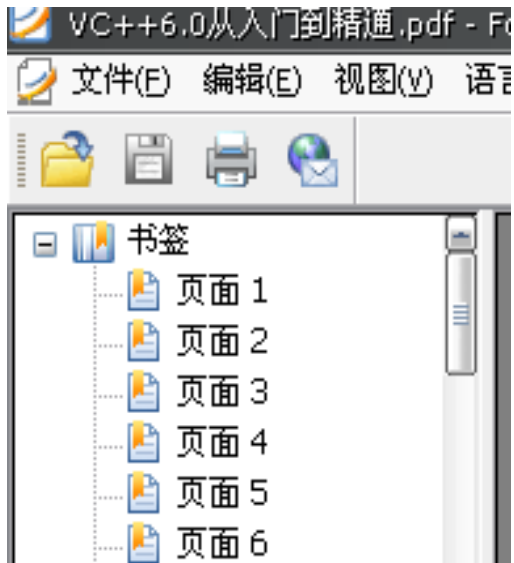 VC++6.0从入门到精通.pdf - Fo
文件(F) 编辑(E) 视图(V) 语言
书签
页面 1
页面 2
页面 3
页面 4
页面 5
页面 6